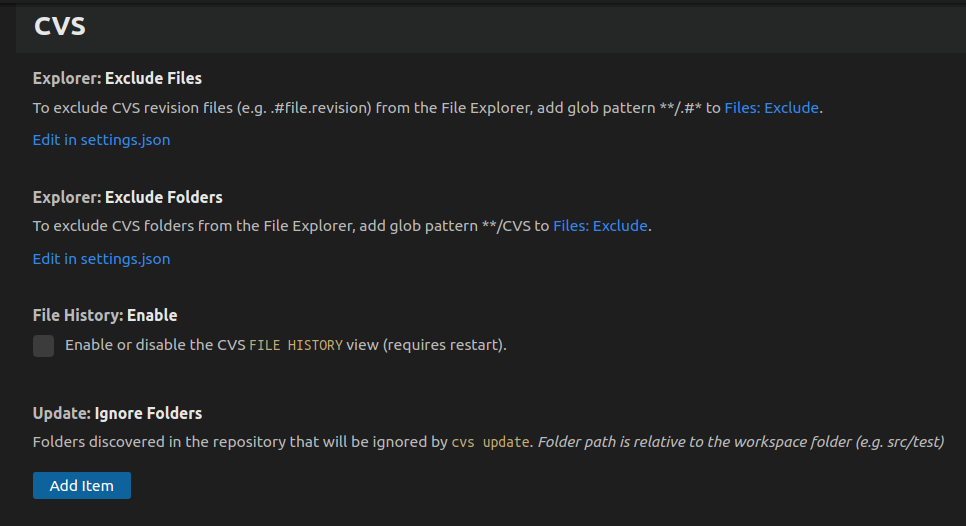 CVS
Explorer: Exclude Files
To exclude CVS revision files (e.g. .#file.revision) from the File Explorer, add glob pattern **/.#* to Files: Exclude.
Edit in settings.json
Explorer: Exclude Folders
To exclude CVS folders from the File Explorer, add glob pattern **/CVS to Files: Exclude.
Edit in settings.json
File History: Enable
Enable or disable the CVS FILE HISTORY view (requires restart).
Update: Ignore Folders
Folders discovered in the repository that will be ignored by cvs update. Folder path is relative to the workspace folder (e.g. src/test)
Add Item